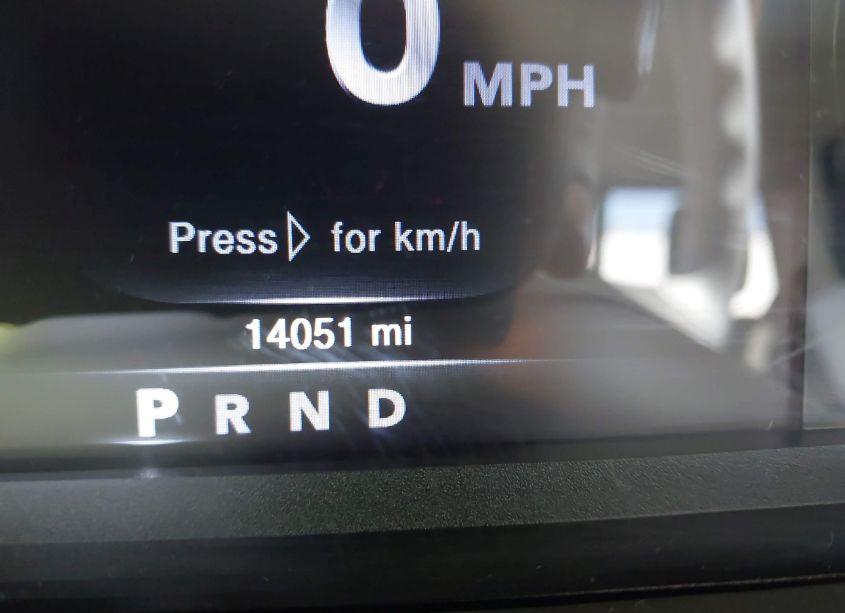 0 MPH
Press▷ for km/h
14051 mi
P R N D